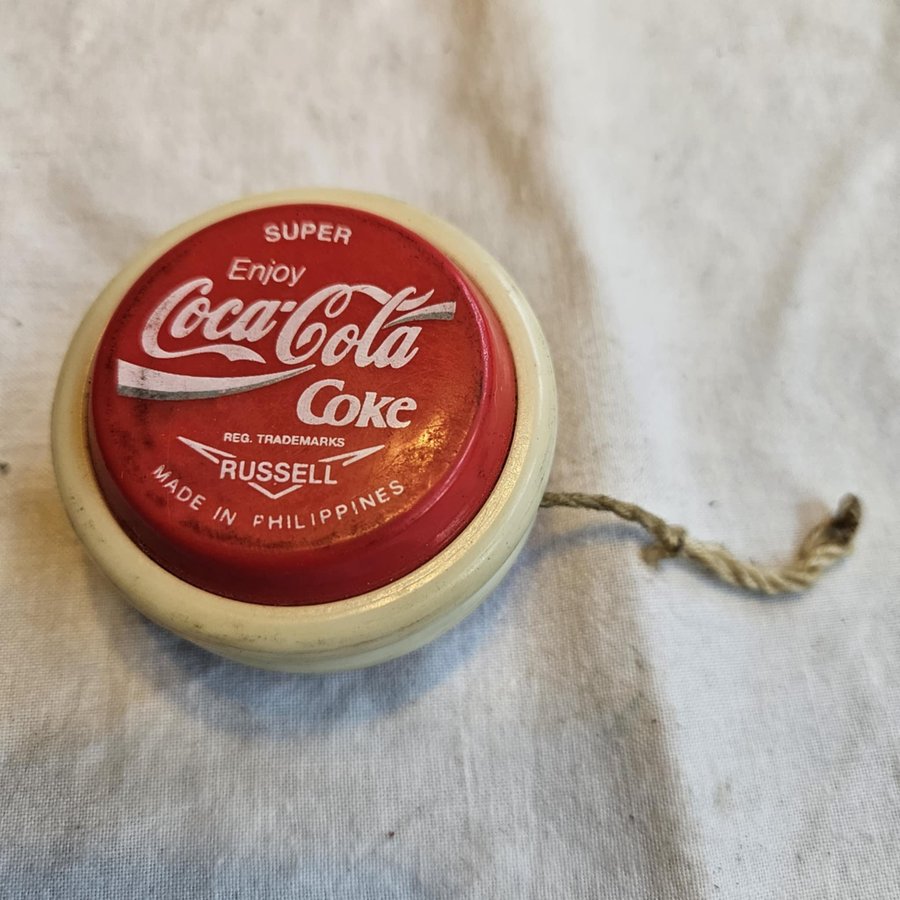 SUPER
Enjoy
Coca-Cola
Coke
REG. TRADEMARKS
RUSSELL
MADE IN PHILIPPINES